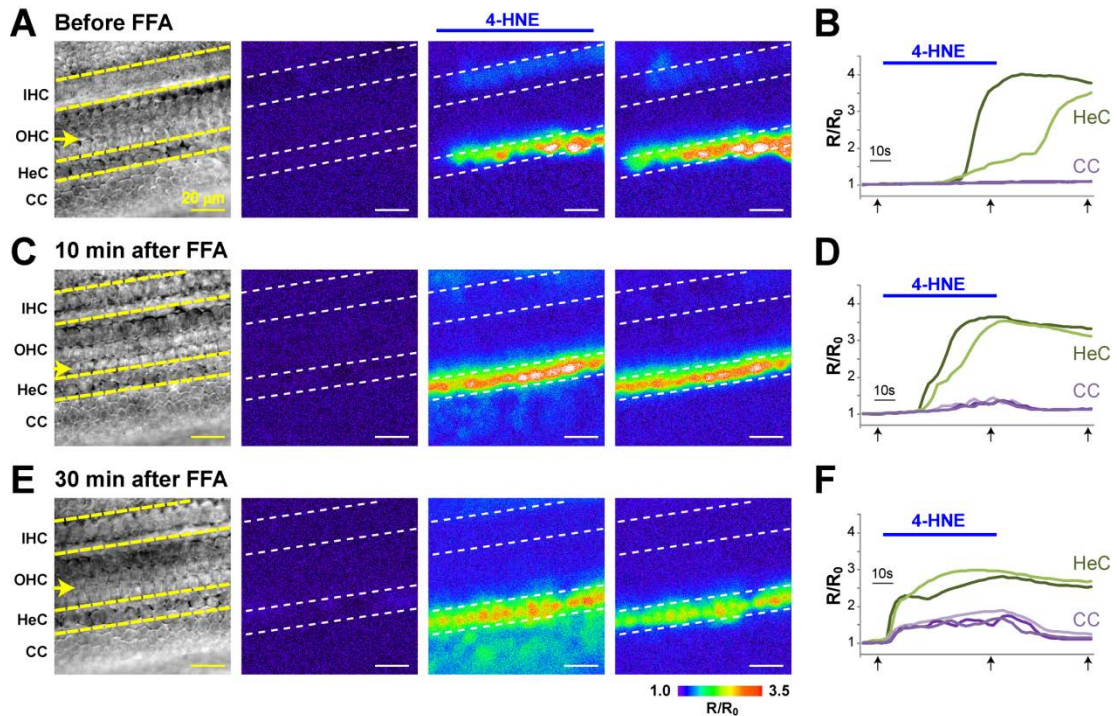 A Before FFA
4-HNE
IHC
OHC
HeC
CC
20 µm
B
4-HNE
4
3
2
1
R/R0
10s
HeC
CC
C 10 min after FFA
IHC
OHC
HeC
CC
D
4-HNE
4
3
2
1
R/R0
10s
HeC
CC
E 30 min after FFA
IHC
OHC
HeC
CC
F
4-HNE
4
3
2
1
R/R0
10s
HeC
CC
1.0 3.5
R/R0